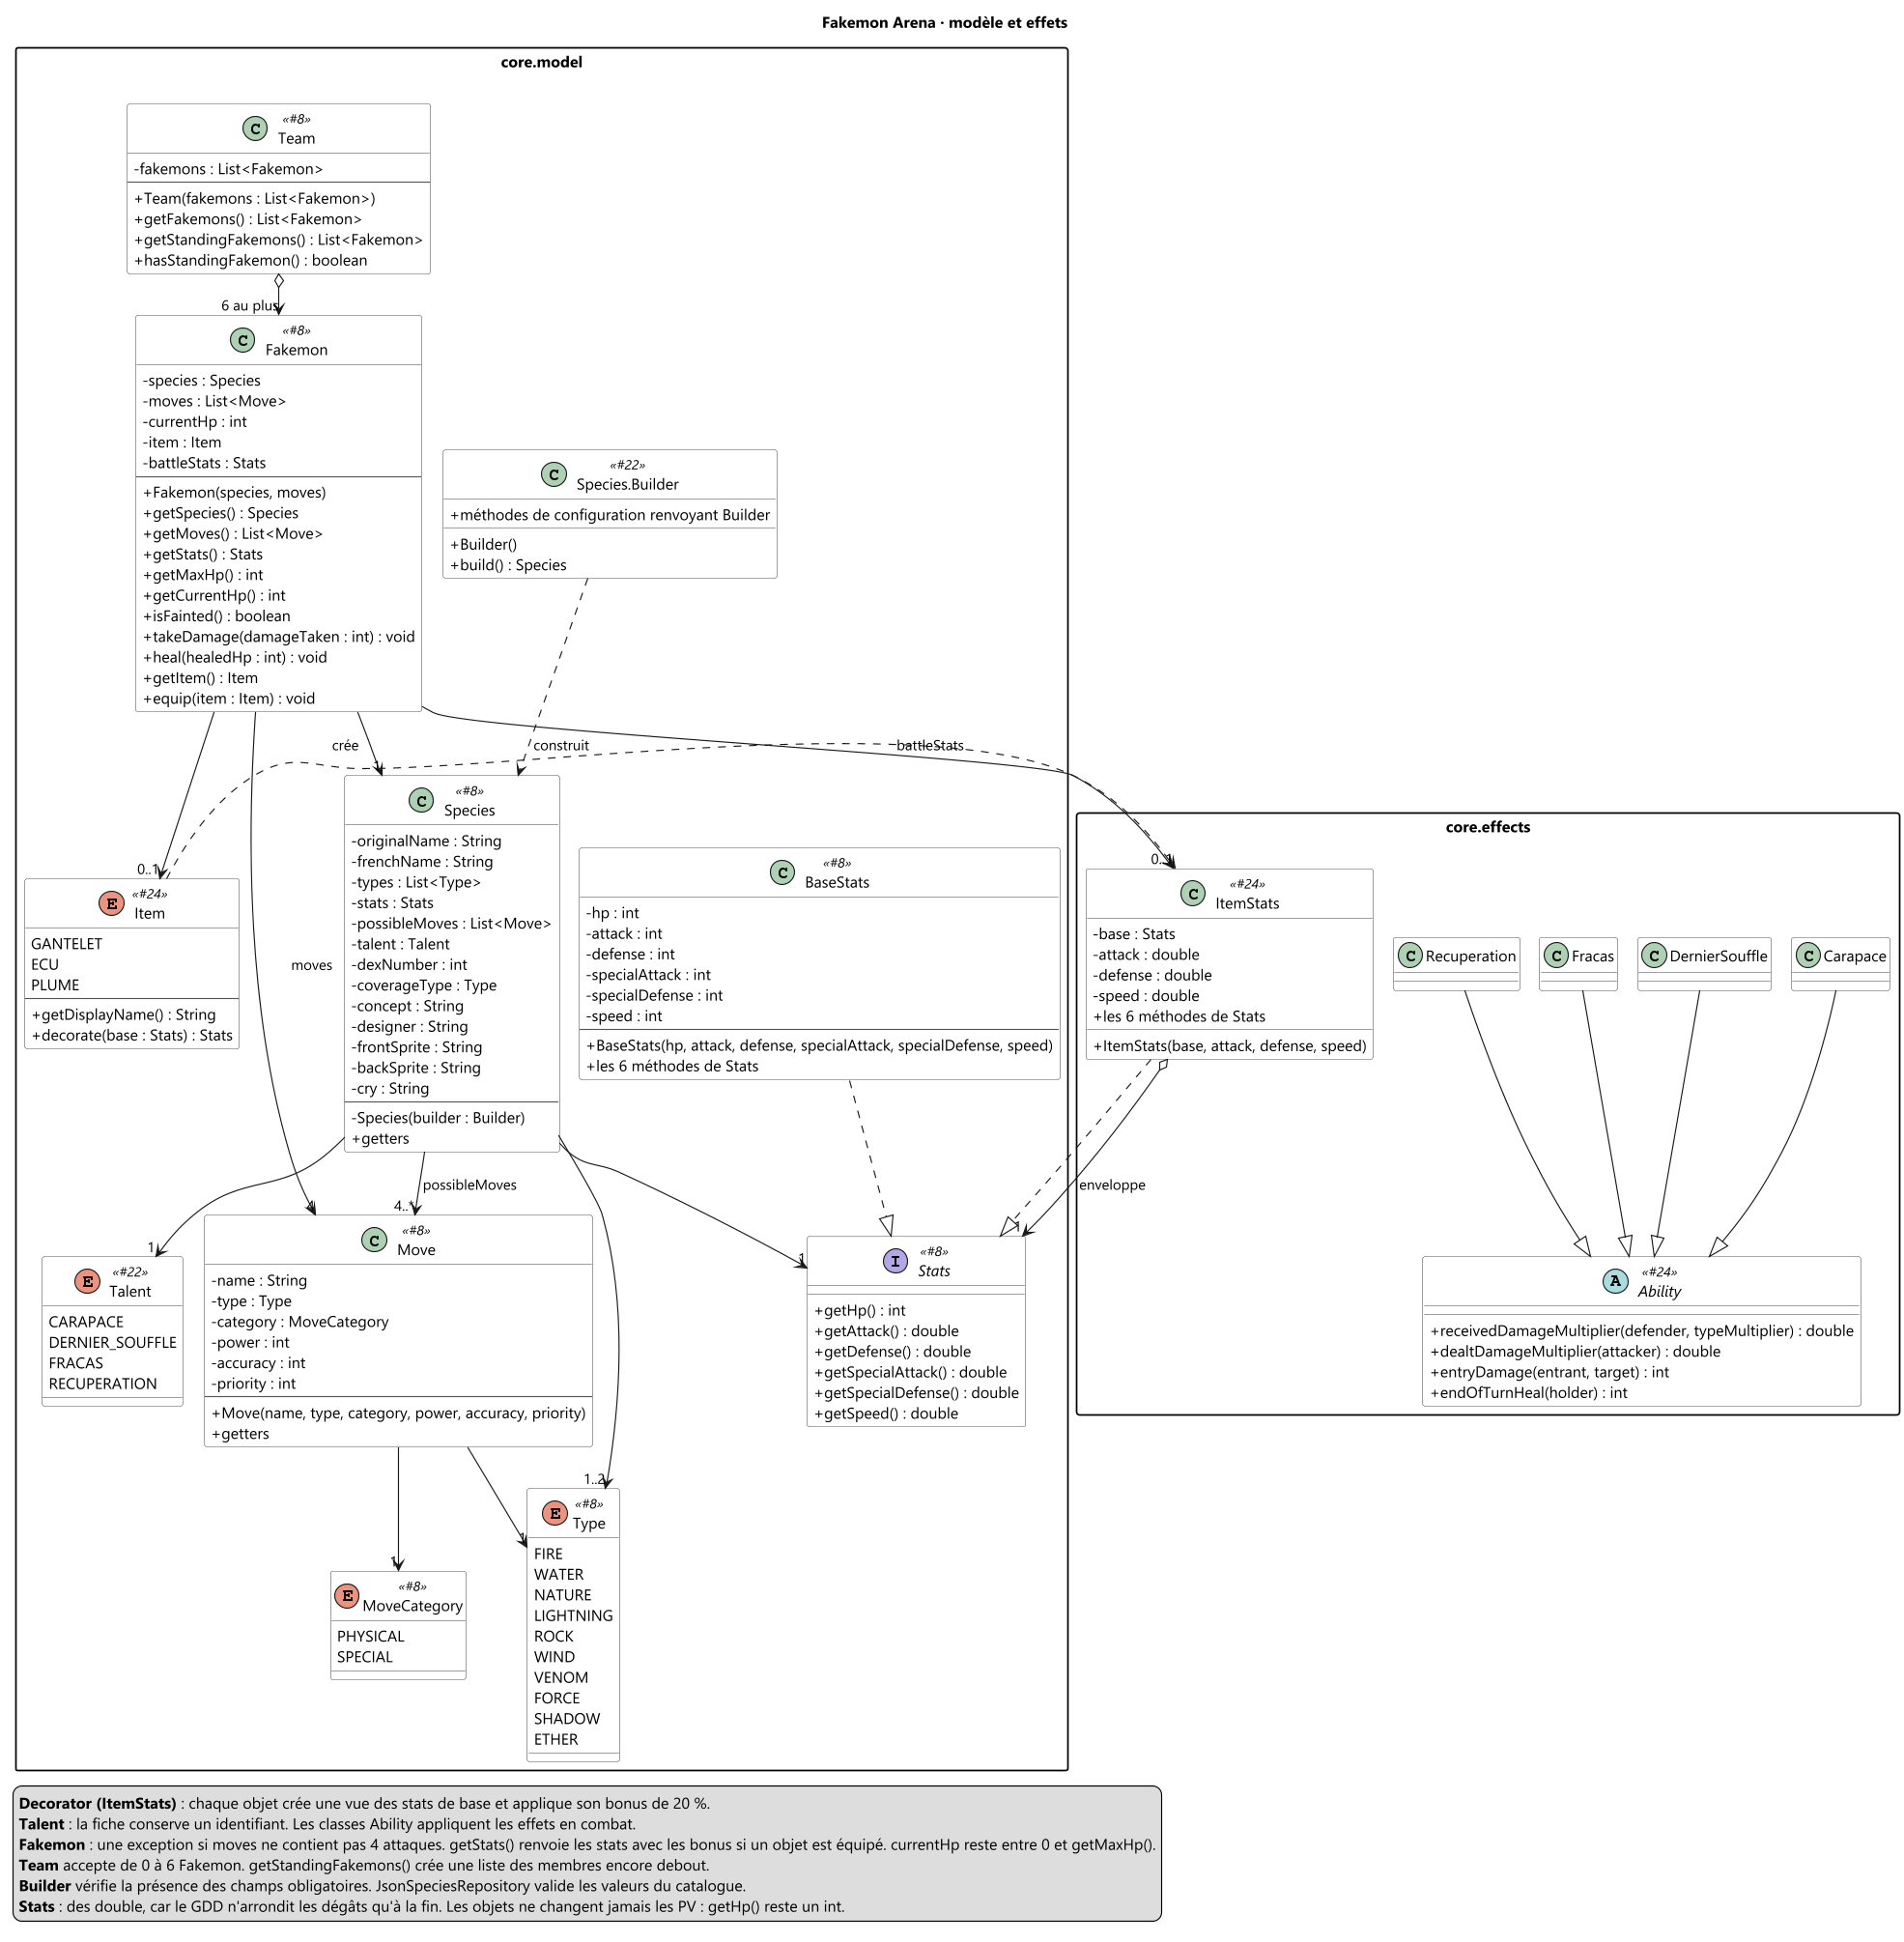 Fakemon Arena · modèle et effets
core.model
«#8»
C Team
-fakemons : List<Fakemon>
+Team(fakemons : List<Fakemon>)
+getFakemons() : List<Fakemon>
+getStandingFakemons() : List<Fakemon>
+hasStandingFakemon() : boolean
6 au plus
«#8»
C Fakemon
-species : Species
-moves : List<Move>
-currentHp : int
-item : Item
-battleStats : Stats
+Fakemon(species, moves)
+getSpecies() : Species
+getMoves() : List<Move>
+getStats() : Stats
+getMaxHp() : int
+getCurrentHp() : int
+isFainted() : boolean
+takeDamage(damageTaken : int) : void
+heal(healedHp : int) : void
+getItem() : Item
+equip(item : Item) : void
«#22»
C Species.Builder
+méthodes de configuration renvoyant Builder
+Builder()
+build() : Species
crée
1
construit
battleStats
0..1
«#24»
E Item
GANTELET
ECU
PLUME
+getDisplayName() : String
+decorate(base : Stats) : Stats
moves
«#8»
C Species
-originalName : String
-frenchName : String
-types : List<Type>
-stats : Stats
-possibleMoves : List<Move>
-talent : Talent
-dexNumber : int
-coverageType : Type
-concept : String
-designer : String
-frontSprite : String
-backSprite : String
-cry : String
-Species(builder : Builder)
+getters
«#8»
C BaseStats
-hp : int
-attack : int
-defense : int
-specialAttack : int
-specialDefense : int
-speed : int
+BaseStats(hp, attack, defense, specialAttack, specialDefense, speed)
+les 6 méthodes de Stats
core.effects
0..1
«#24»
C ItemStats
-base : Stats
-attack : double
-defense : double
-speed : double
+les 6 méthodes de Stats
+ItemStats(base, attack, defense, speed)
C Recuperation
C Fracas
C DernierSouffle
C Carapace
possibleMoves
enveloppe
4..*
1
«#22»
E Talent
CARAPACE
DERNIER_SOUFFLE
FRACAS
RECUPERATION
4
«#8»
C Move
-name : String
-type : Type
-category : MoveCategory
-power : int
-accuracy : int
-priority : int
+Move(name, type, category, power, accuracy, priority)
+getters
1
1
«#8»
I Stats
+getHp() : int
+getAttack() : double
+getDefense() : double
+getSpecialAttack() : double
+getSpecialDefense() : double
+getSpeed() : double
«#24»
A Ability
+receivedDamageMultiplier(defender, typeMultiplier) : double
+dealtDamageMultiplier(attacker) : double
+entryDamage(entrant, target) : int
+endOfTurnHeal(holder) : int
1
«#8»
E MoveCategory
PHYSICAL
SPECIAL
1..2
1
«#8»
E Type
FIRE
WATER
NATURE
LIGHTNING
ROCK
WIND
VENOM
FORCE
SHADOW
ETHER
Decorator (ItemStats) : chaque objet crée une vue des stats de base et applique son bonus de 20 %.
Talent : la fiche conserve un identifiant. Les classes Ability appliquent les effets en combat.
Fakemon : une exception si moves ne contient pas 4 attaques. getStats() renvoie les stats avec les bonus si un objet est équipé. currentHp reste entre 0 et getMaxHp().
Team accepte de 0 à 6 Fakemon. getStandingFakemons() crée une liste des membres encore debout.
Builder vérifie la présence des champs obligatoires. JsonSpeciesRepository valide les valeurs du catalogue.
Stats : des double, car le GDD n'arrondit les dégâts qu'à la fin. Les objets ne changent jamais les PV : getHp() reste un int.